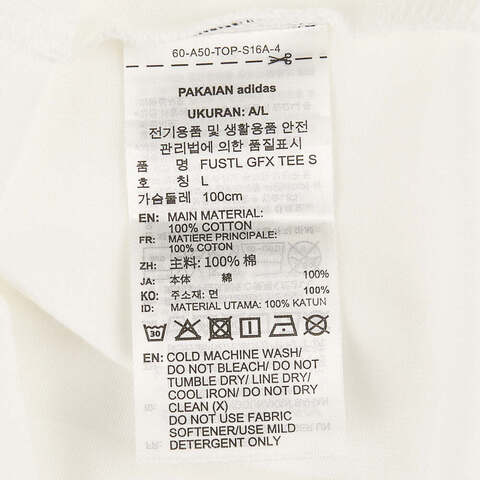 60-A50-TOP-S16A-4
PAKAIAN adidas
UKURAN: A/L
전기용품 및 생활용품 안전
관리법에 의한 품질표시
품 명 FUSTL GFX TEE S
호 칭 L
가슴둘레 100cm
EN: MAIN MATERIAL:
100% COTTON
FR: MATIERE PRINCIPALE:
100% COTON
ZH: 主料: 100% 棉
JA: 本体 綿 100%
KO: 주소재: 면 100%
ID: MATERIAL UTAMA: 100% KATUN
30
EN: COLD MACHINE WASH/
DO NOT BLEACH/ DO NOT
TUMBLE DRY/ LINE DRY/
COOL IRON/ DO NOT DRY
CLEAN (X)
DO NOT USE FABRIC
SOFTENER/USE MILD
DETERGENT ONLY